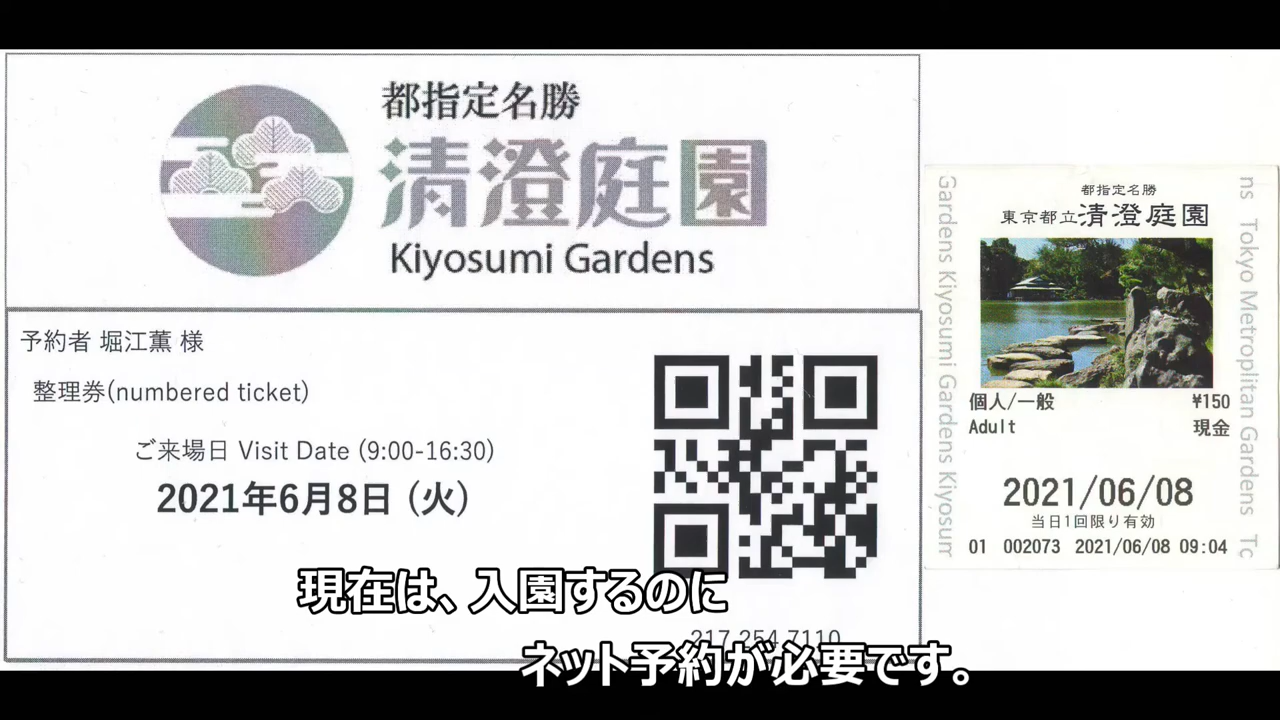 都指定名勝
清澄庭園
Kiyosumi Gardens
予約者 堀江薫 様
整理券(numbered ticket)
ご来場日 Visit Date (9:00-16:30)
2021年6月8日 (火)
217 254 7110
都指定名勝
東京都立清澄庭園
個人/一般 ¥150
Adult 現金
2021/06/08
当日1回限り有効
01 002073 2021/06/08 09:04
Gardens Kiyosumi Gardens Kiyosum
ns Tokyo Metroplitan Gardens Tc
現在は、入園するのに
ネット予約が必要です。